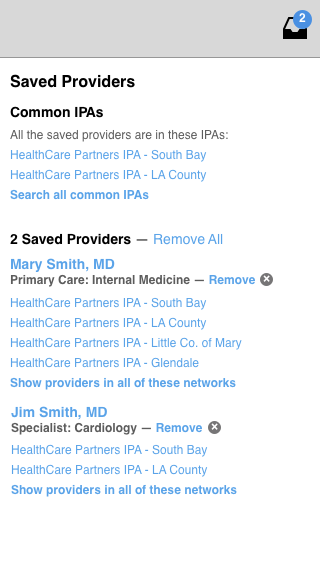 2
Saved Providers
Common IPAs
All the saved providers are in these IPAs:
HealthCare Partners IPA - South Bay
HealthCare Partners IPA - LA County
Search all common IPAs
2 Saved Providers — Remove All
Mary Smith, MD
Primary Care: Internal Medicine — Remove
HealthCare Partners IPA - South Bay
HealthCare Partners IPA - LA County
HealthCare Partners IPA - Little Co. of Mary
HealthCare Partners IPA - Glendale
Show providers in all of these networks
Jim Smith, MD
Specialist: Cardiology — Remove
HealthCare Partners IPA - South Bay
HealthCare Partners IPA - LA County
Show providers in all of these networks